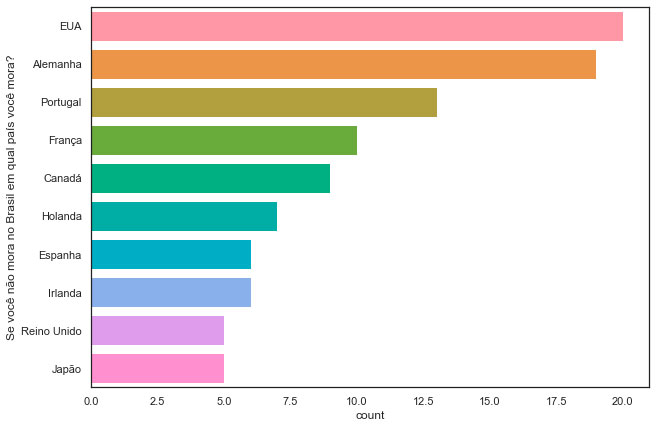 Se você não mora no Brasil em qual país você mora?
EUA
Alemanha
Portugal
França
Canadá
Holanda
Espanha
Irlanda
Reino Unido
Japão
0.0 2.5 5.0 7.5 10.0 12.5 15.0 17.5 20.0
count